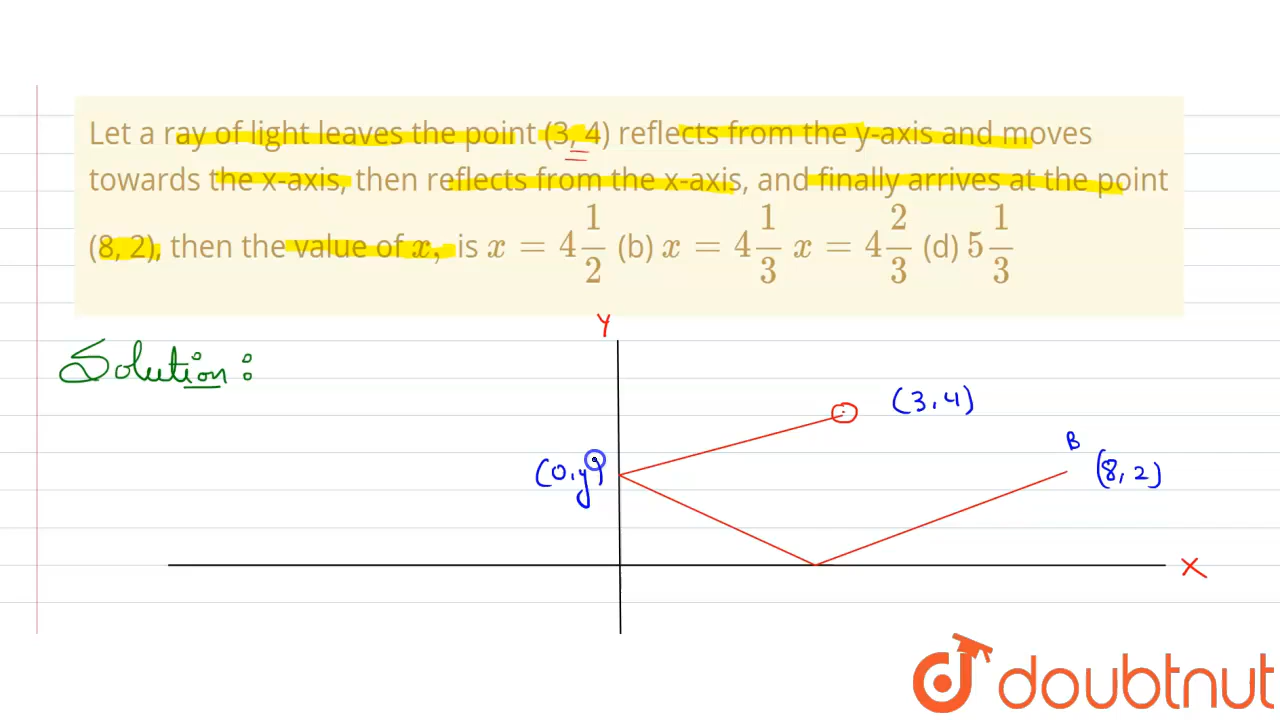 Let a ray of light leaves the point (3, 4) reflects from the y-axis and moves
towards the x-axis, then reflects from the x-axis, and finally arrives at the point
(8, 2), then the value of x, is x = 4 1/2 (b) x = 4 1/3 x = 4 2/3 (d) 5 1/3
Y
Solution :
(3, 4)
B
(0, y)
(8, 2)
X
doubtnut